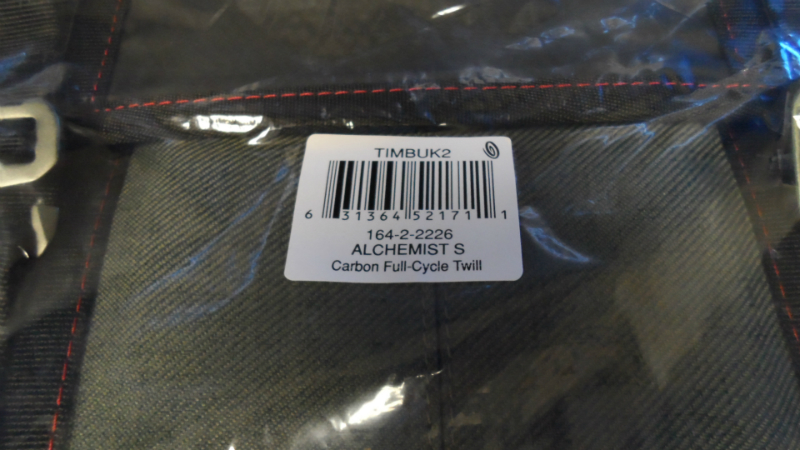 TIMBUK2
6 31364 52171 1
164-2-2226
ALCHEMIST S
Carbon Full-Cycle Twill